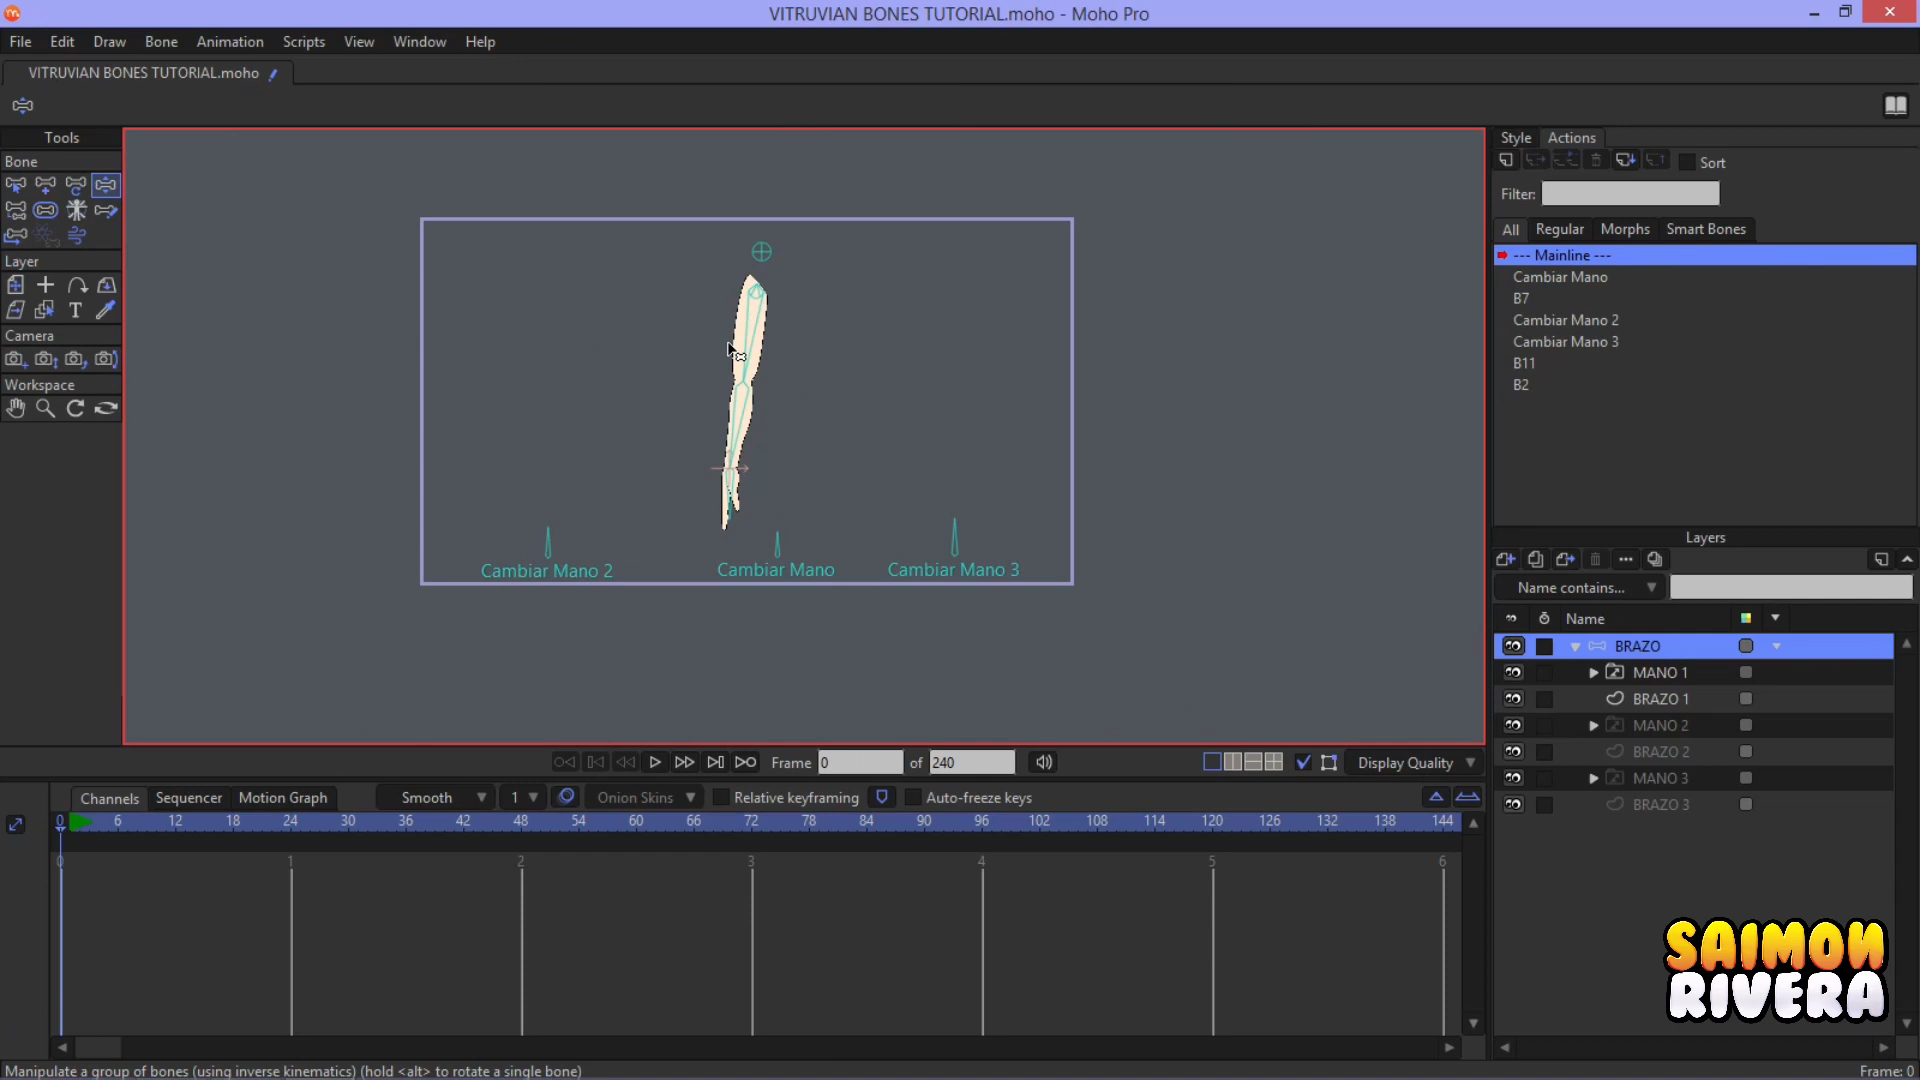 VITRUVIAN BONES TUTORIAL.moho - Moho Pro
File Edit Draw Bone Animation Scripts View Window Help
VITRUVIAN BONES TUTORIAL.moho
Tools
Bone
Layer
Camera
Workspace
Cambiar Mano 2
Cambiar Mano
Cambiar Mano 3
Style Actions
Sort
Filter:
All Regular Morphs Smart Bones
--- Mainline ---
Cambiar Mano
B7
Cambiar Mano 2
Cambiar Mano 3
B11
B2
Layers
Name contains...
Name
BRAZO
MANO 1
BRAZO 1
MANO 2
BRAZO 2
MANO 3
BRAZO 3
Frame 0 of 240
Display Quality
Channels Sequencer Motion Graph Smooth 1 Onion Skins Relative keyframing Auto-freeze keys
0 6 12 18 24 30 36 42 48 54 60 66 72 78 84 90 96 102 108 114 120 126 132 138 144
0 1 2 3 4 5 6
SAIMON
RIVERA
Manipulate a group of bones (using inverse kinematics) (hold <alt> to rotate a single bone)
Frame: 0